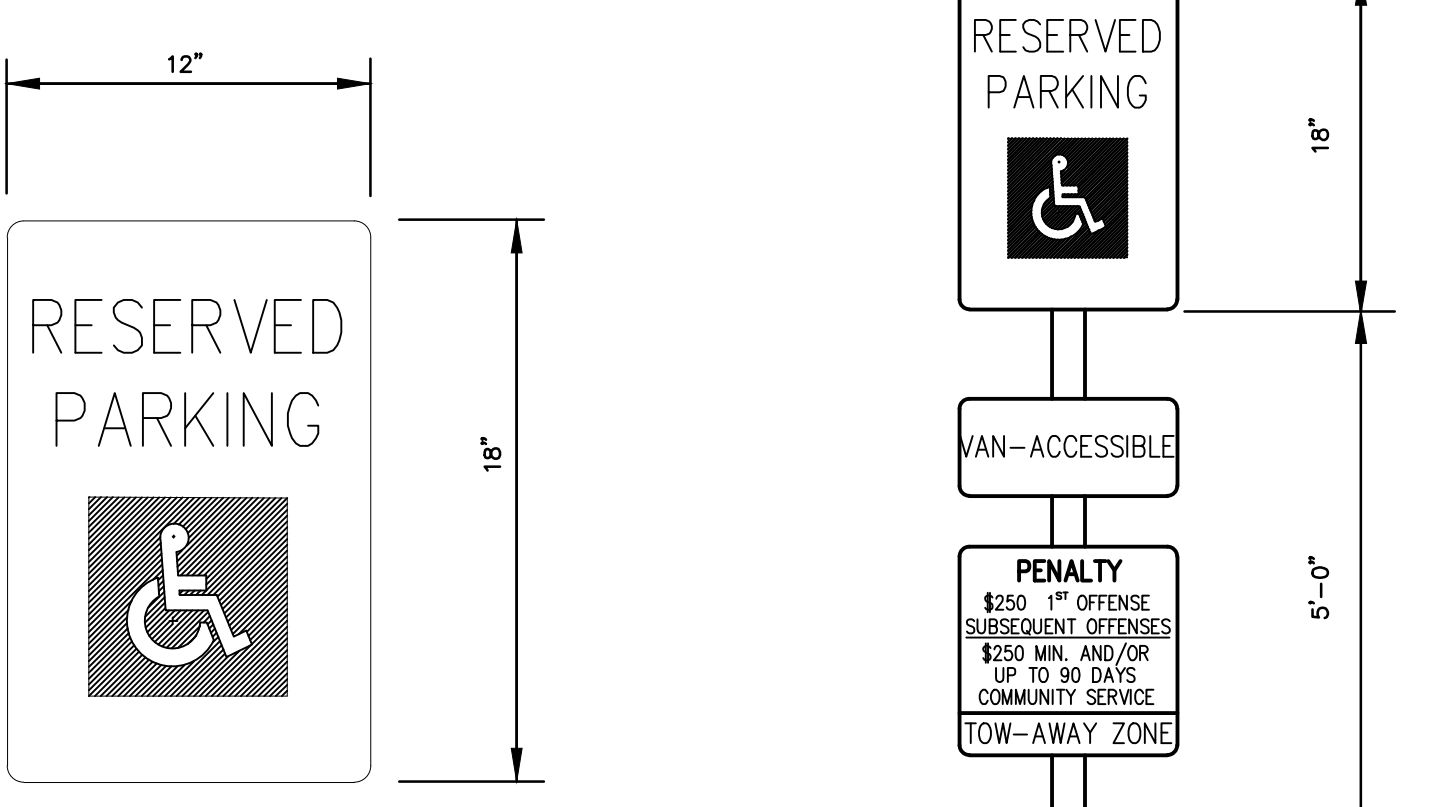 12"
RESERVED
PARKING
18"
RESERVED
PARKING
18"
VAN-ACCESSIBLE
PENALTY
$250 1ST OFFENSE
SUBSEQUENT OFFENSES
$250 MIN. AND/OR
UP TO 90 DAYS
COMMUNITY SERVICE
TOW-AWAY ZONE
5'-0"